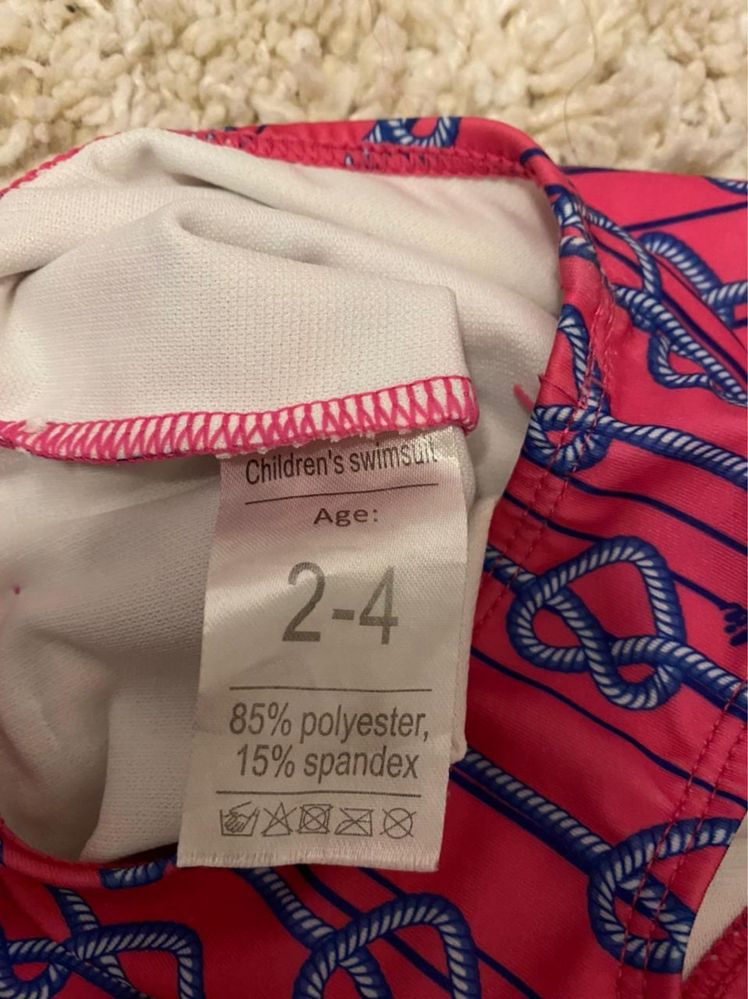 Children's swimsuit
Age:
2-4
85% polyester,
15% spandex